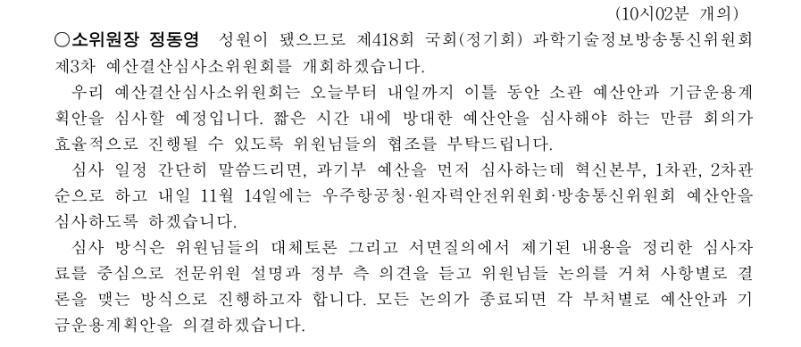 (10시02분 개의)
○소위원장 정동영 성원이 됐으므로 제418회 국회(정기회) 과학기술정보방송통신위원회
제3차 예산결산심사소위원회를 개회하겠습니다.
우리 예산결산심사소위원회는 오늘부터 내일까지 이틀 동안 소관 예산안과 기금운용계
획안을 심사할 예정입니다. 짧은 시간 내에 방대한 예산안을 심사해야 하는 만큼 회의가
효율적으로 진행될 수 있도록 위원님들의 협조를 부탁드립니다.
심사 일정 간단히 말씀드리면, 과기부 예산을 먼저 심사하는데 혁신본부, 1차관, 2차관
순으로 하고 내일 11월 14일에는 우주항공청·원자력안전위원회·방송통신위원회 예산안을
심사하도록 하겠습니다.
심사 방식은 위원님들의 대체토론 그리고 서면질의에서 제기된 내용을 정리한 심사자
료를 중심으로 전문위원 설명과 정부 측 의견을 듣고 위원님들 논의를 거쳐 사항별로 결
론을 맺는 방식으로 진행하고자 합니다. 모든 논의가 종료되면 각 부처별로 예산안과 기
금운용계획안을 의결하겠습니다.